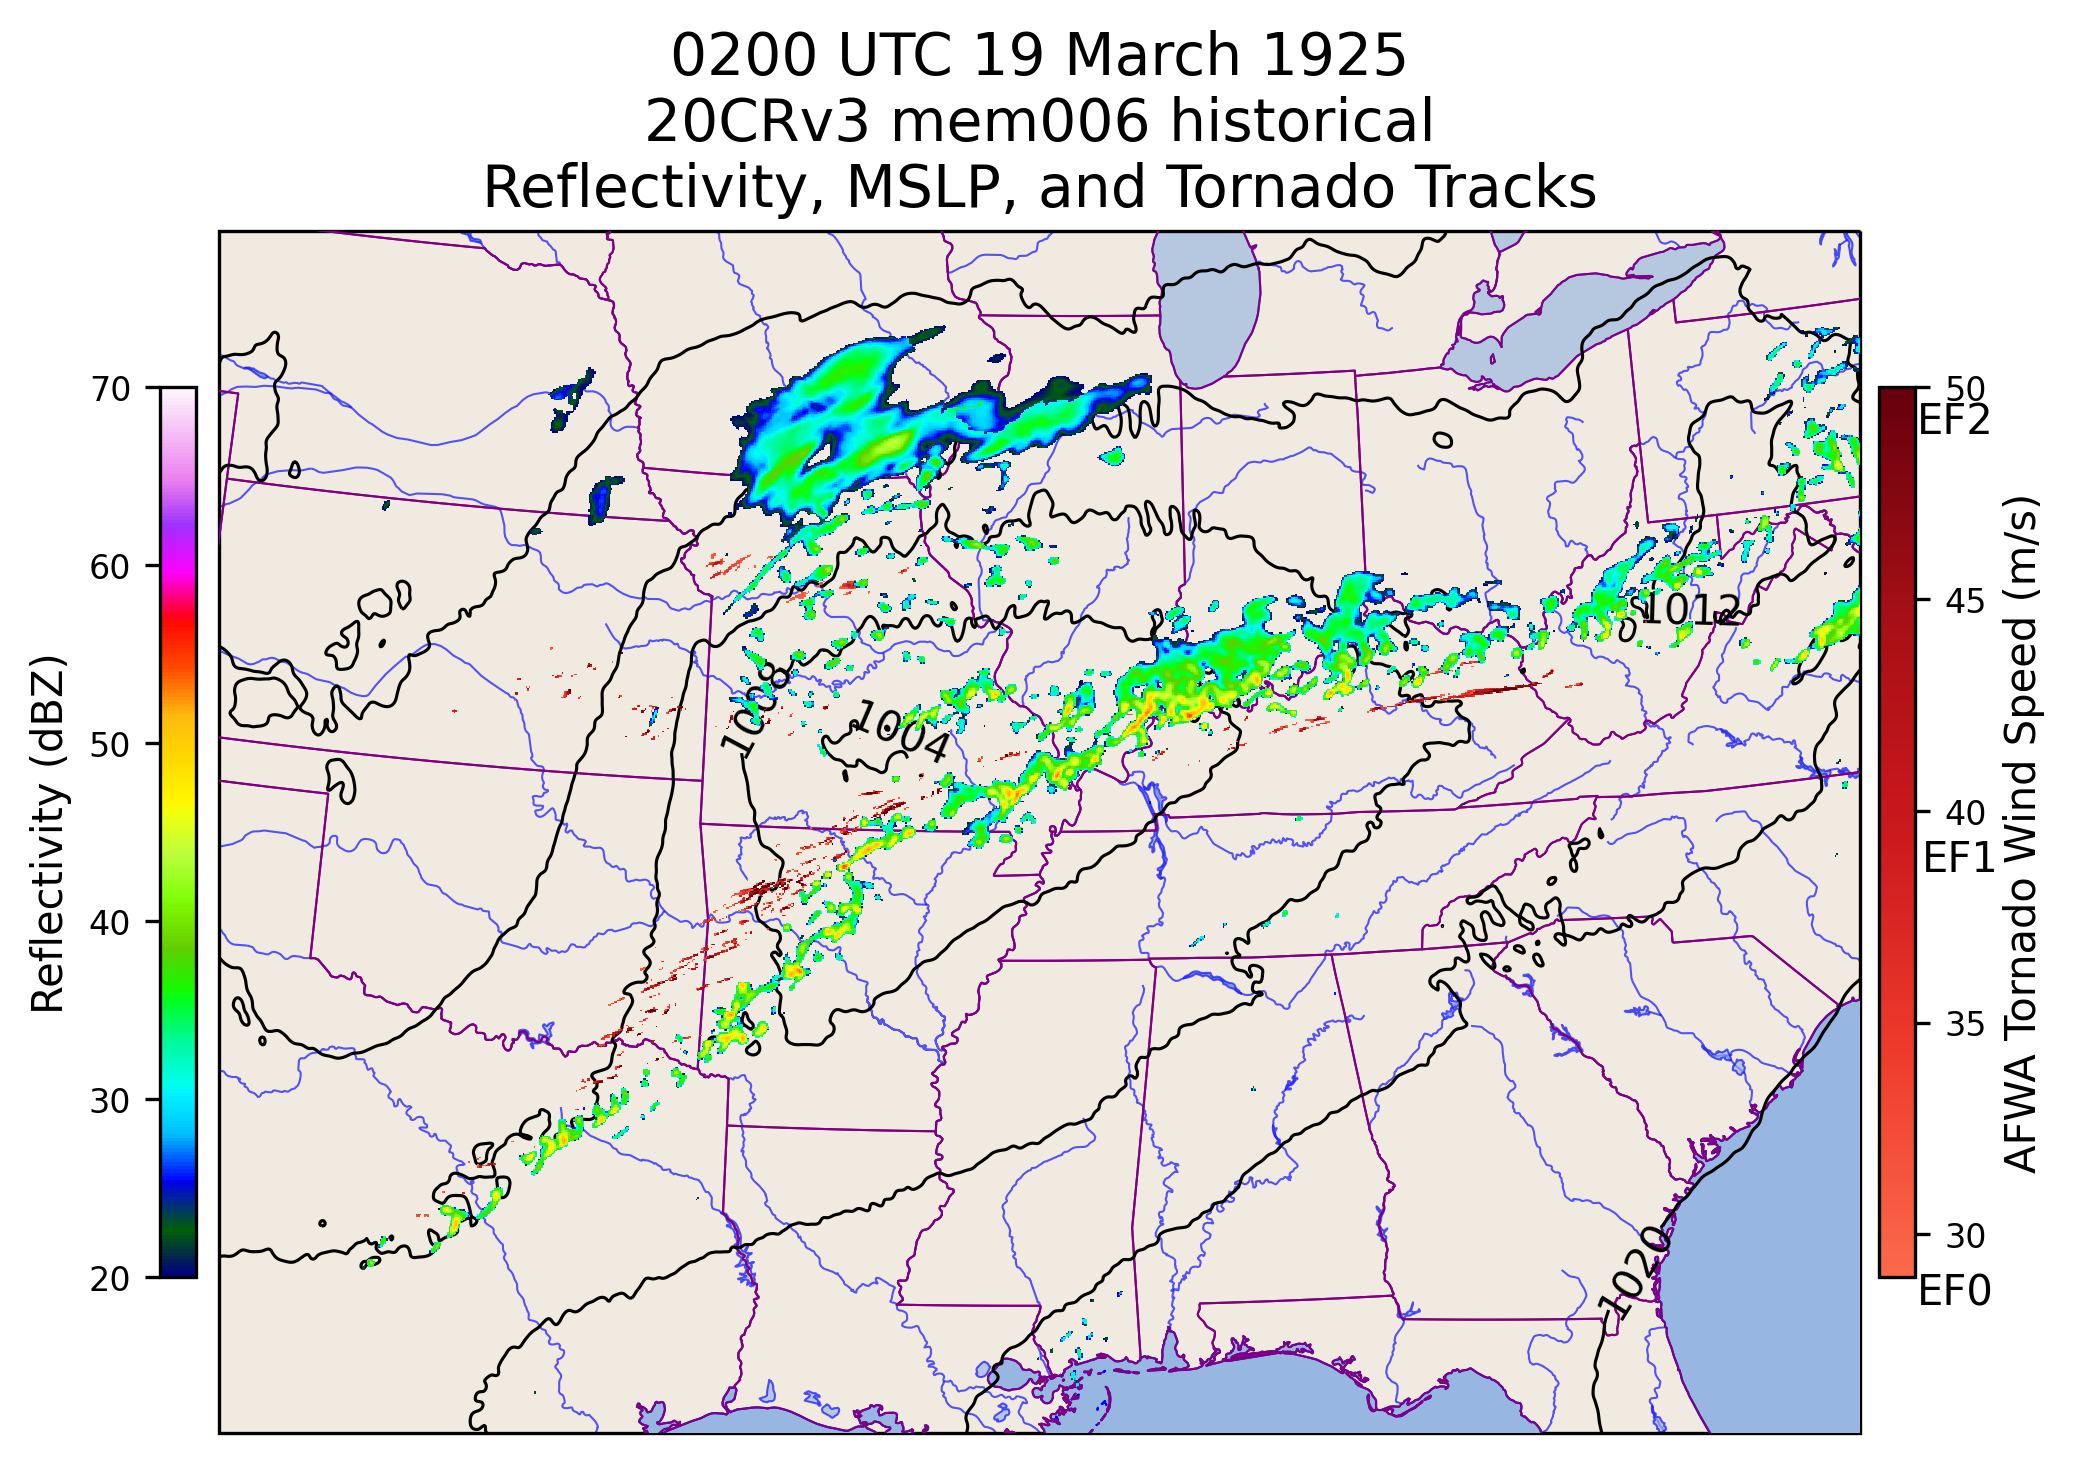 0200 UTC 19 March 1925
20CRv3 mem006 historical
Reflectivity, MSLP, and Tornado Tracks
Reflectivity (dBZ)
70
60
50
40
30
20
1008
1004
1012
1020
50
EF2
45
40
EF1
35
30
EF0
AFWA Tornado Wind Speed (m/s)